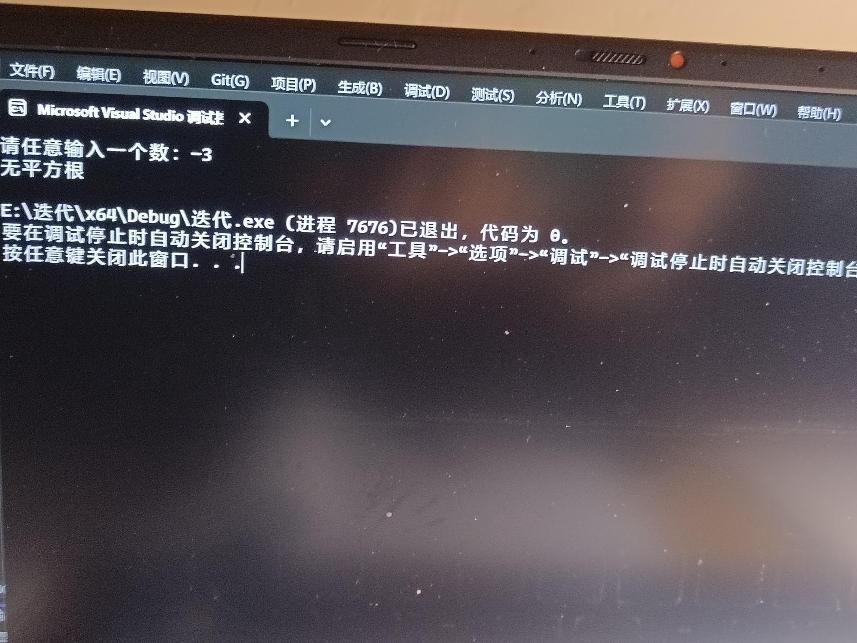 文件(F) 编辑(E) 视图(V) Git(G) 项目(P) 生成(B) 调试(D) 测试(S) 分析(N) 工具(T) 扩展(X) 窗口(W) 帮助(H)
Microsoft Visual Studio 调试
请任意输入一个数：-3
无平方根
E:\迭代\x64\Debug\迭代.exe (进程 7676)已退出，代码为 0。
要在调试停止时自动关闭控制台，请启用“工具”->“选项”->“调试”->“调试停止时自动关闭控制台
按任意键关闭此窗口. . .